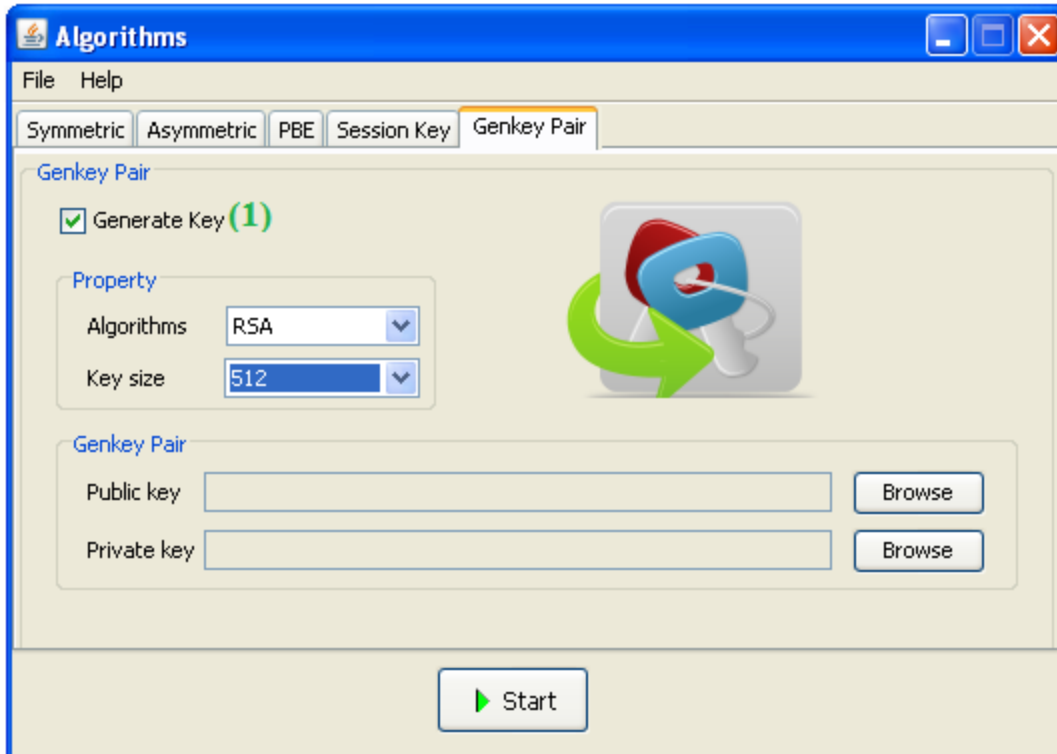 Algorithms
File Help
Symmetric Asymmetric PBE Session Key Genkey Pair
Genkey Pair
Generate Key (1)
Property
Algorithms RSA
Key size 512
Genkey Pair
Public key Browse
Private key Browse
Start